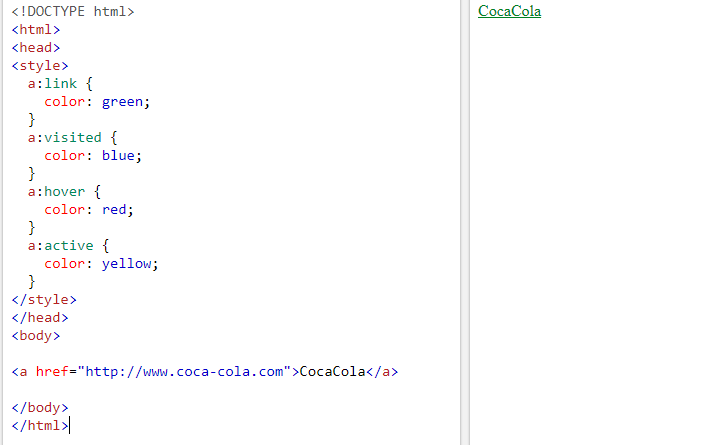 <!DOCTYPE html>
<html>
<head>
<style>
  a:link {
    color: green;
  }
  a:visited {
    color: blue;
  }
  a:hover {
    color: red;
  }
  a:active {
    color: yellow;
  }
</style>
</head>
<body>

<a href="http://www.coca-cola.com">CocaCola</a>

</body>
</html>
CocaCola